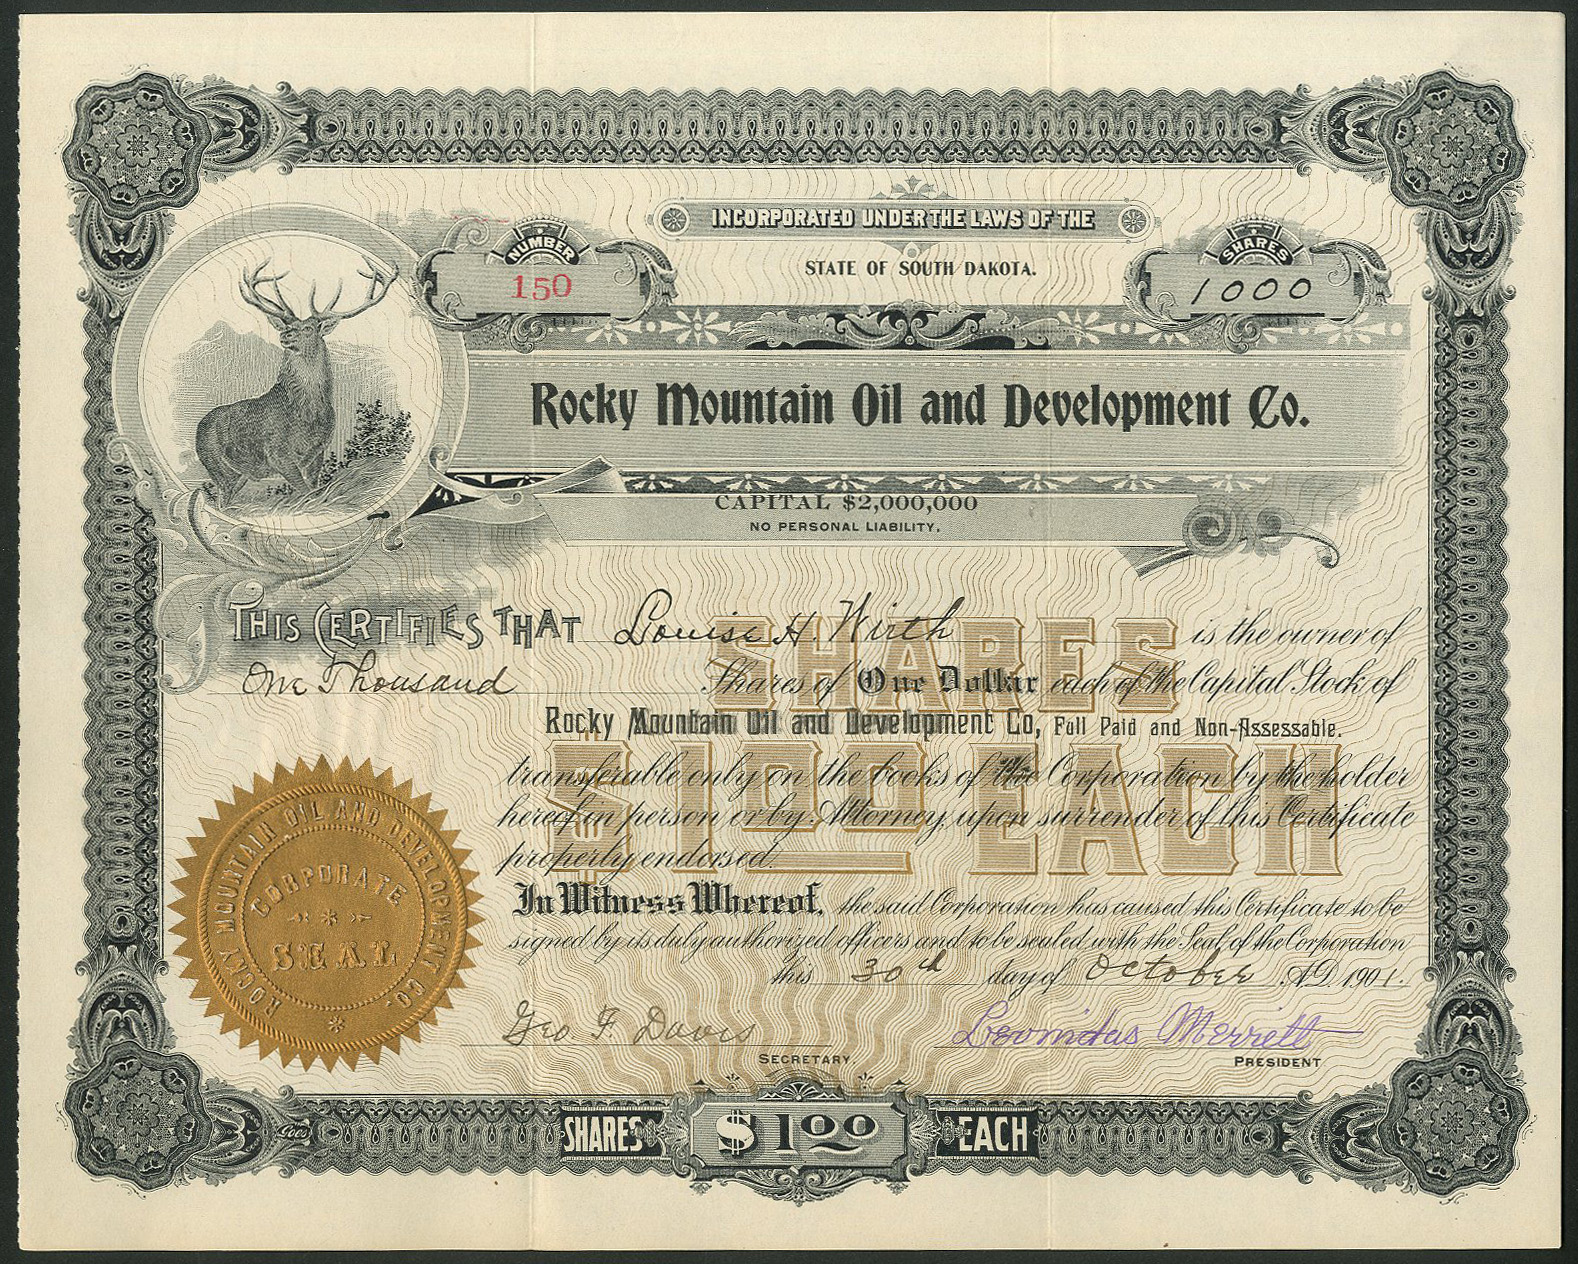 INCORPORATED UNDER THE LAWS OF THE
STATE OF SOUTH DAKOTA.
NUMBER
150
SHARES
1000
Rocky Mountain Oil and Development Co.
CAPITAL $2,000,000
NO PERSONAL LIABILITY.
THIS CERTIFIES THAT Louise H. Wirth is the owner of
One Thousand Shares of One Dollar each of the Capital Stock of
Rocky Mountain Oil and Development Co, Full Paid and Non-Assessable.
transferable only on the books of the Corporation by the holder
hereof in person or by Attorney, upon surrender of this Certificate
properly endorsed.
SHARES
$100 EACH
In Witness Whereof, the said Corporation has caused this Certificate to be
signed by its duly authorized officers and to be sealed with the Seal of the Corporation
this 30th day of October A.D. 1901.
ROCKY MOUNTAIN OIL AND DEVELOPMENT CO.
CORPORATE
SEAL
Geo F. Davis
SECRETARY.
Leonidas Merritt
PRESIDENT
Goes
SHARES $100 EACH